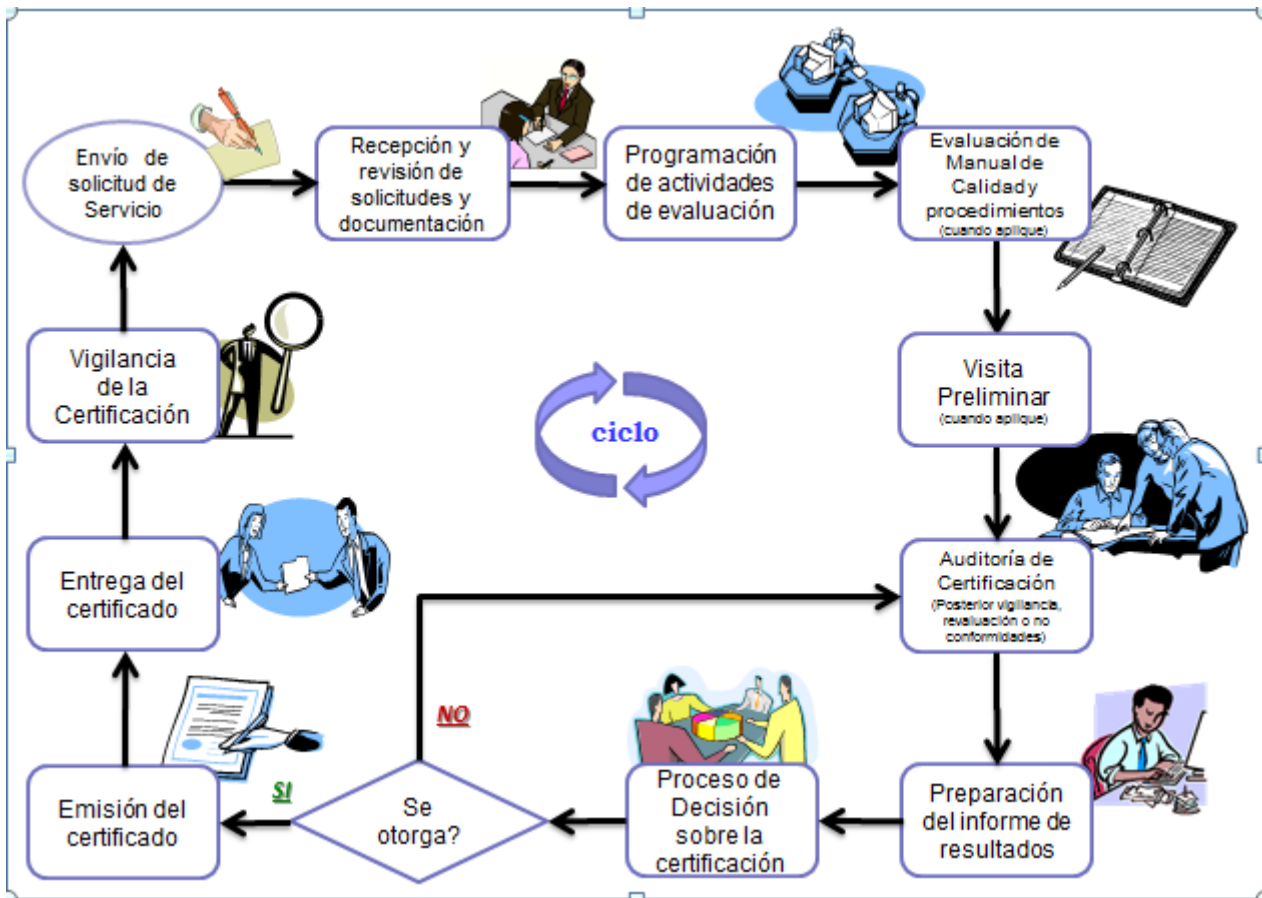 Envío de
solicitud de
Servicio
Recepción y
revisión de
solicitudes y
documentación
Programación
de actividades
de evaluación
Evaluación de
Manual de
Calidad y
procedimientos
(cuando aplique)
Visita
Preliminar
(cuando aplique)
Auditoría de
Certificación
(Posterior vigilancia,
revaluación o no
conformidades)
Preparación
del informe de
resultados
Proceso de
Decisión
sobre la
certificación
Se
otorga?
NO
SI
Emisión del
certificado
Entrega del
certificado
Vigilancia
de la
Certificación
ciclo